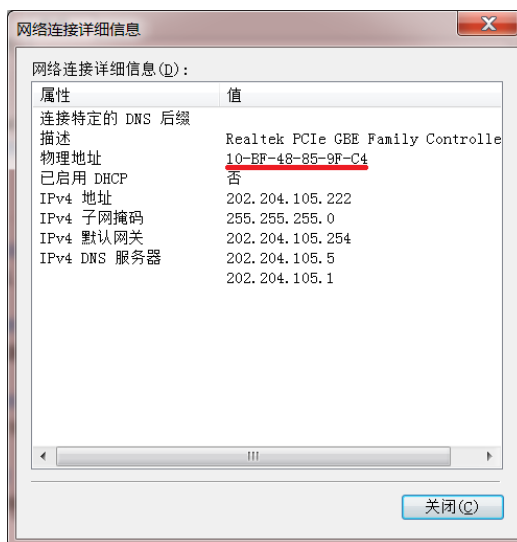 网络连接详细信息
网络连接详细信息(D):
属性 值
连接特定的 DNS 后缀
描述 Realtek PCIe GBE Family Controlle
物理地址 10-BF-48-85-9F-C4
已启用 DHCP 否
IPv4 地址 202.204.105.222
IPv4 子网掩码 255.255.255.0
IPv4 默认网关 202.204.105.254
IPv4 DNS 服务器 202.204.105.5
202.204.105.1
关闭(C)